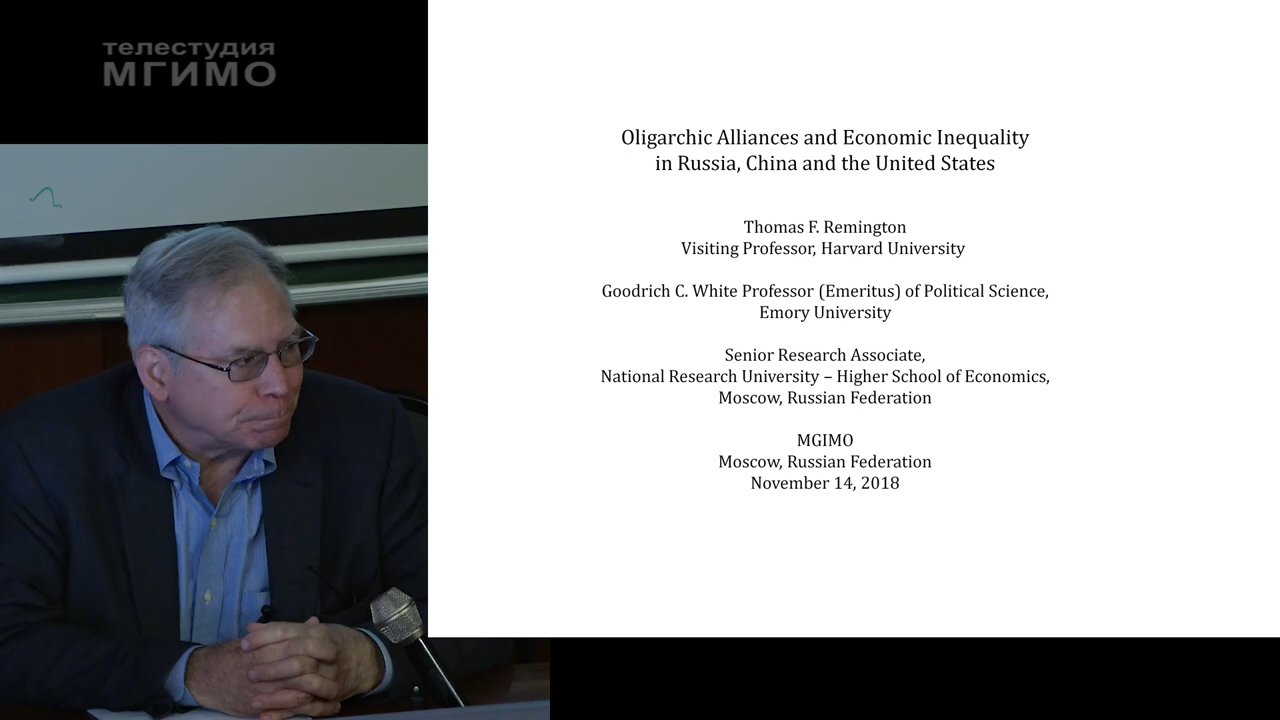 телестудия
МГИМО
Oligarchic Alliances and Economic Inequality
in Russia, China and the United States
Thomas F. Remington
Visiting Professor, Harvard University
Goodrich C. White Professor (Emeritus) of Political Science,
Emory University
Senior Research Associate,
National Research University – Higher School of Economics,
Moscow, Russian Federation
MGIMO
Moscow, Russian Federation
November 14, 2018